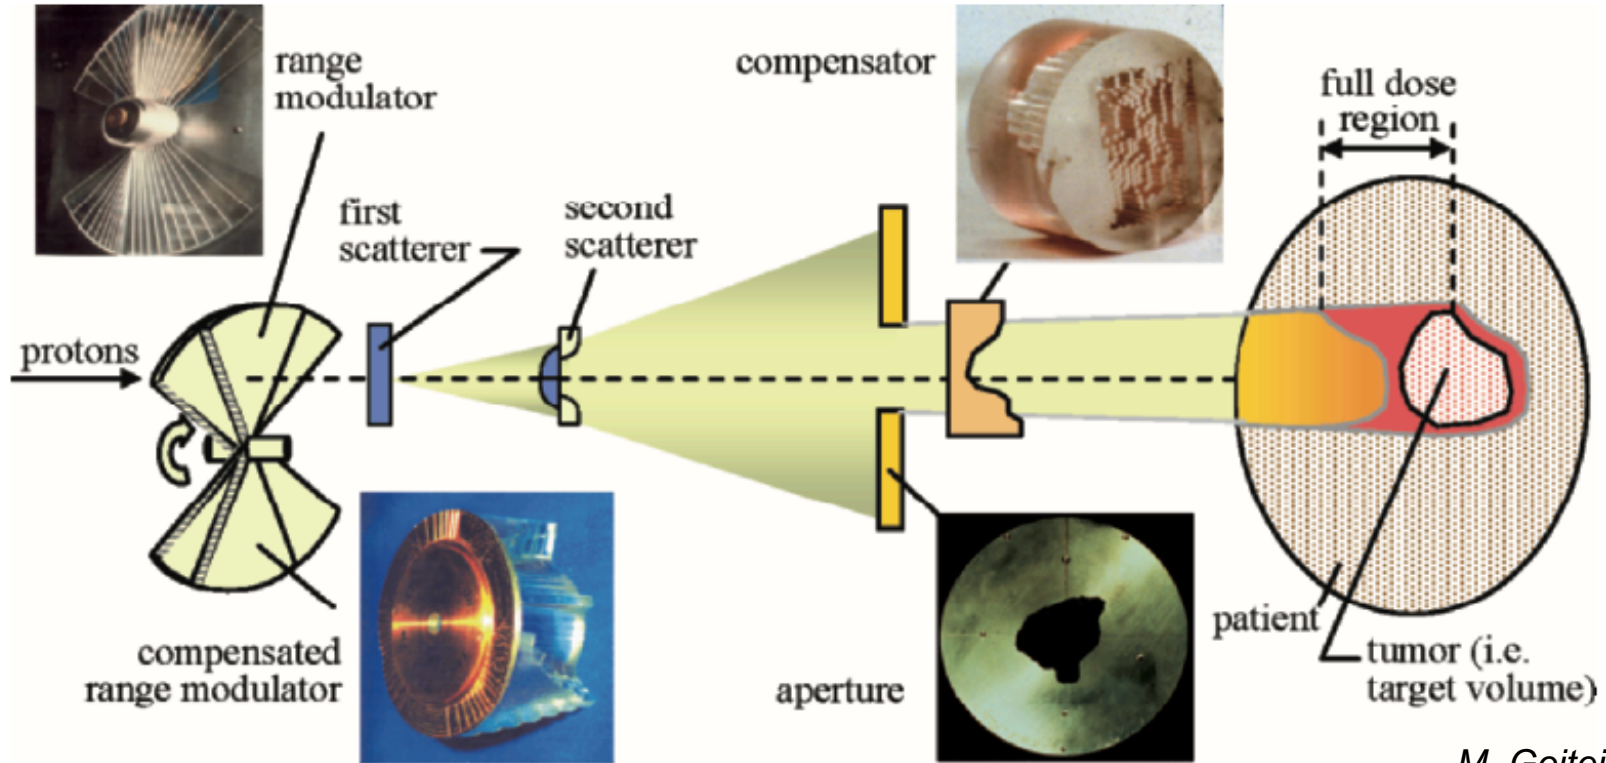 range
modulator
compensator
full dose
region
first
scatterer
second
scatterer
protons
compensated
range modulator
aperture
patient
tumor (i.e.
target volume)
M.